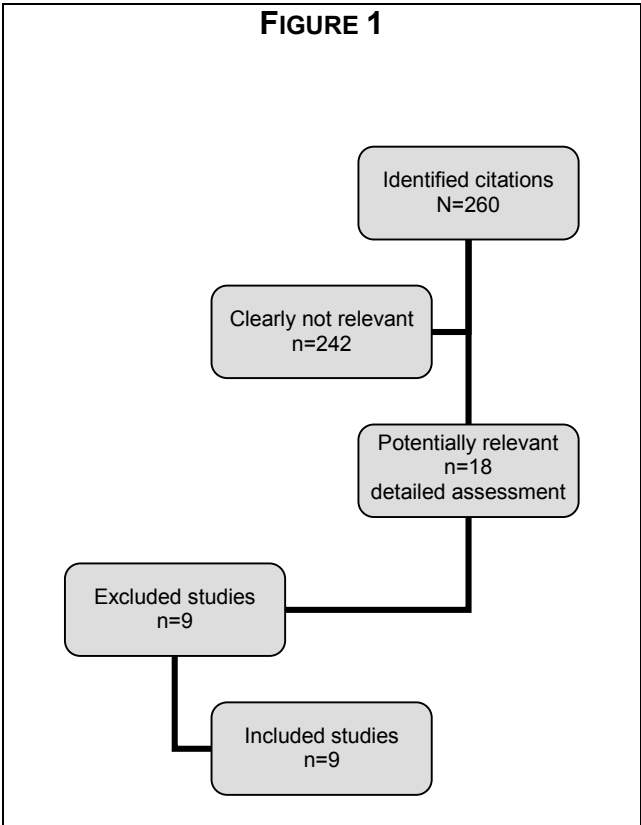 FIGURE 1
Identified citations
N=260
Clearly not relevant
n=242
Potentially relevant
n=18
detailed assessment
Excluded studies
n=9
Included studies
n=9